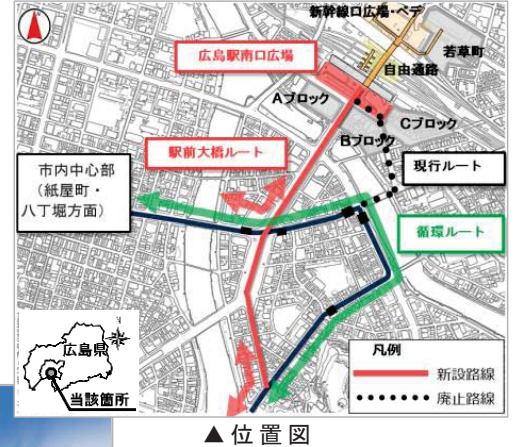 新幹線口広場・ペデ
若草町
広島駅南口広場
自由通路
Aブロック
Cブロック
Bブロック
駅前大橋ルート
現行ルート
市内中心部
（紙屋町・
八丁堀方面）
循環ルート
広島県
当該箇所
凡例
新設路線
廃止路線
▲位置図